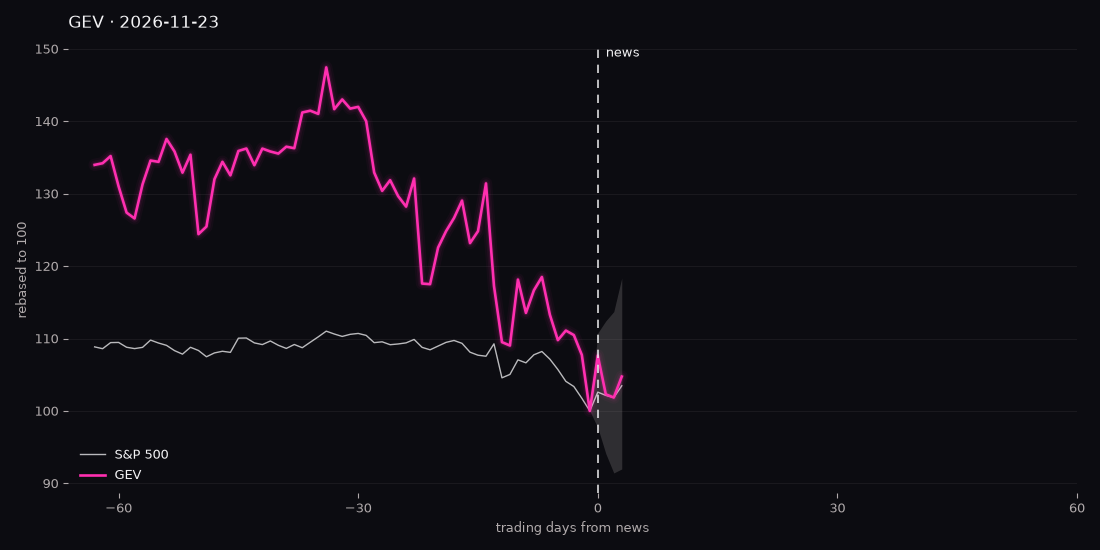 GEV · 2026-11-23
150
140
130
120
110
100
90
rebased to 100
news
S&P 500
GEV
−60
−30
0
30
60
trading days from news